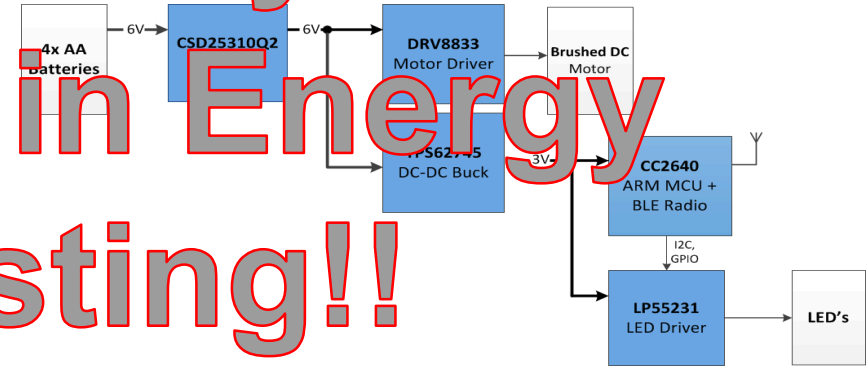 6V
6V
4x AA
Batteries
CSD25310Q2
DRV8833
Motor Driver
Brushed DC
Motor
in Energy
TPS62745
DC-DC Buck
3V
CC2640
ARM MCU +
BLE Radio
sting!!
I2C,
GPIO
LP55231
LED Driver
LED's